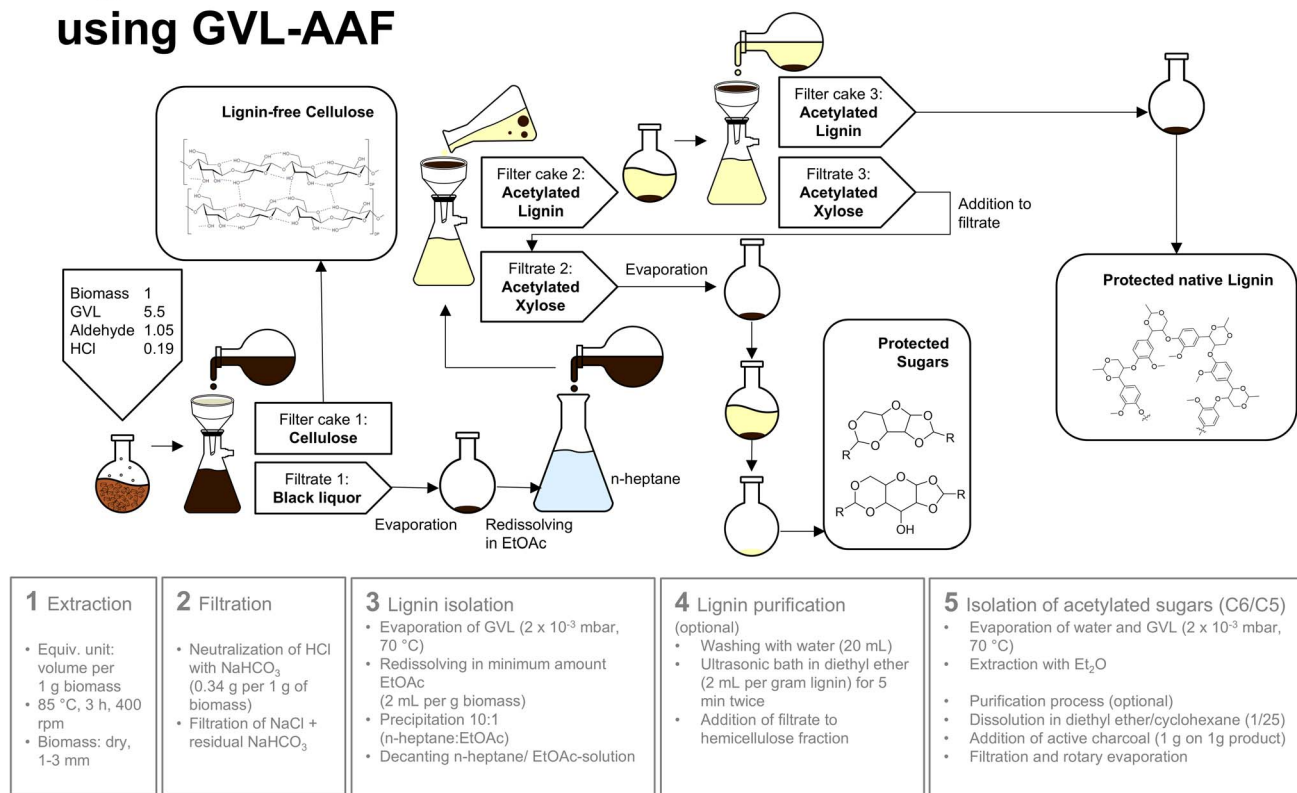 using GVL-AAF
Lignin-free Cellulose
Biomass 1
GVL 5.5
Aldehyde 1.05
HCl 0.19
Filter cake 1:
Cellulose
Filtrate 1:
Black liquor
Evaporation
Redissolving
in EtOAc
n-heptane
Filter cake 2:
Acetylated
Lignin
Filtrate 2:
Acetylated
Xylose
Filter cake 3:
Acetylated
Lignin
Filtrate 3:
Acetylated
Xylose
Addition to
filtrate
Evaporation
Protected
Sugars
R
O
O
O
O
O
R
R
O
O
O
O
O
R
OH
Protected native Lignin
1 Extraction
• Equiv. unit:
volume per
1 g biomass
• 85 °C, 3 h, 400
rpm
• Biomass: dry,
1-3 mm
2 Filtration
• Neutralization of HCl
with NaHCO₃
(0.34 g per 1 g of
biomass)
• Filtration of NaCl +
residual NaHCO₃
3 Lignin isolation
• Evaporation of GVL (2 x 10⁻³ mbar,
70 °C)
• Redissolving in minimum amount
EtOAc
(2 mL per g biomass)
• Precipitation 10:1
(n-heptane:EtOAc)
• Decanting n-heptane/ EtOAc-solution
4 Lignin purification
(optional)
• Washing with water (20 mL)
• Ultrasonic bath in diethyl ether
(2 mL per gram lignin) for 5
min twice
• Addition of filtrate to
hemicellulose fraction
5 Isolation of acetylated sugars (C6/C5)
• Evaporation of water and GVL (2 x 10⁻³ mbar,
70 °C)
• Extraction with Et₂O
• Purification process (optional)
• Dissolution in diethyl ether/cyclohexane (1/25)
• Addition of active charcoal (1 g on 1g product)
• Filtration and rotary evaporation